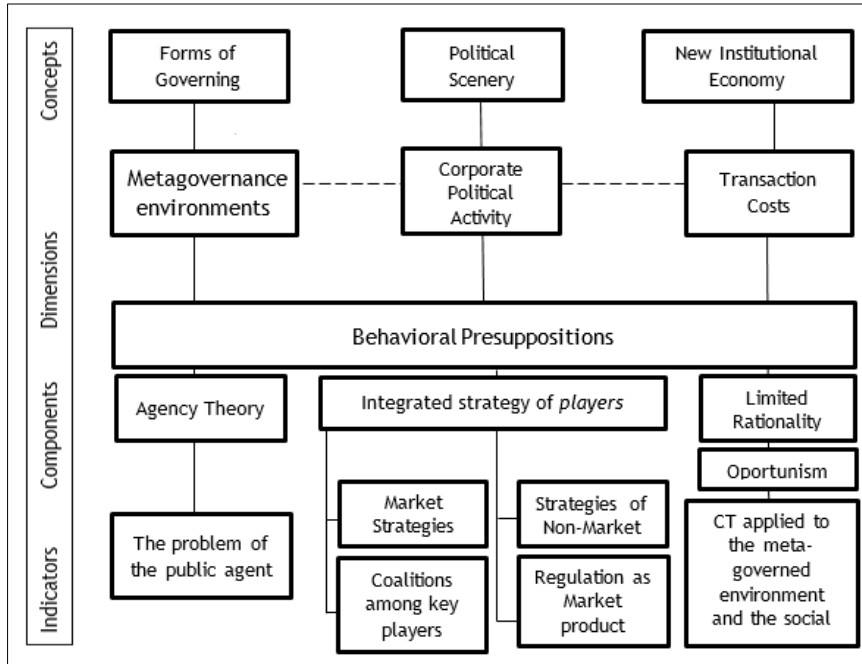 Concepts
Forms of
Governing
Political
Scenery
New Institutional
Economy
Dimensions
Metagovernance
environments
Corporate
Political
Activity
Transaction
Costs
Behavioral Presuppositions
Components
Agency Theory
Integrated strategy of players
Limited
Rationality
Oportunism
Market
Strategies
Strategies of
Non-Market
Indicators
The problem of
the public agent
Coalitions
among key
players
Regulation as
Market
product
CT applied to
the meta-
governed
environment
and the social